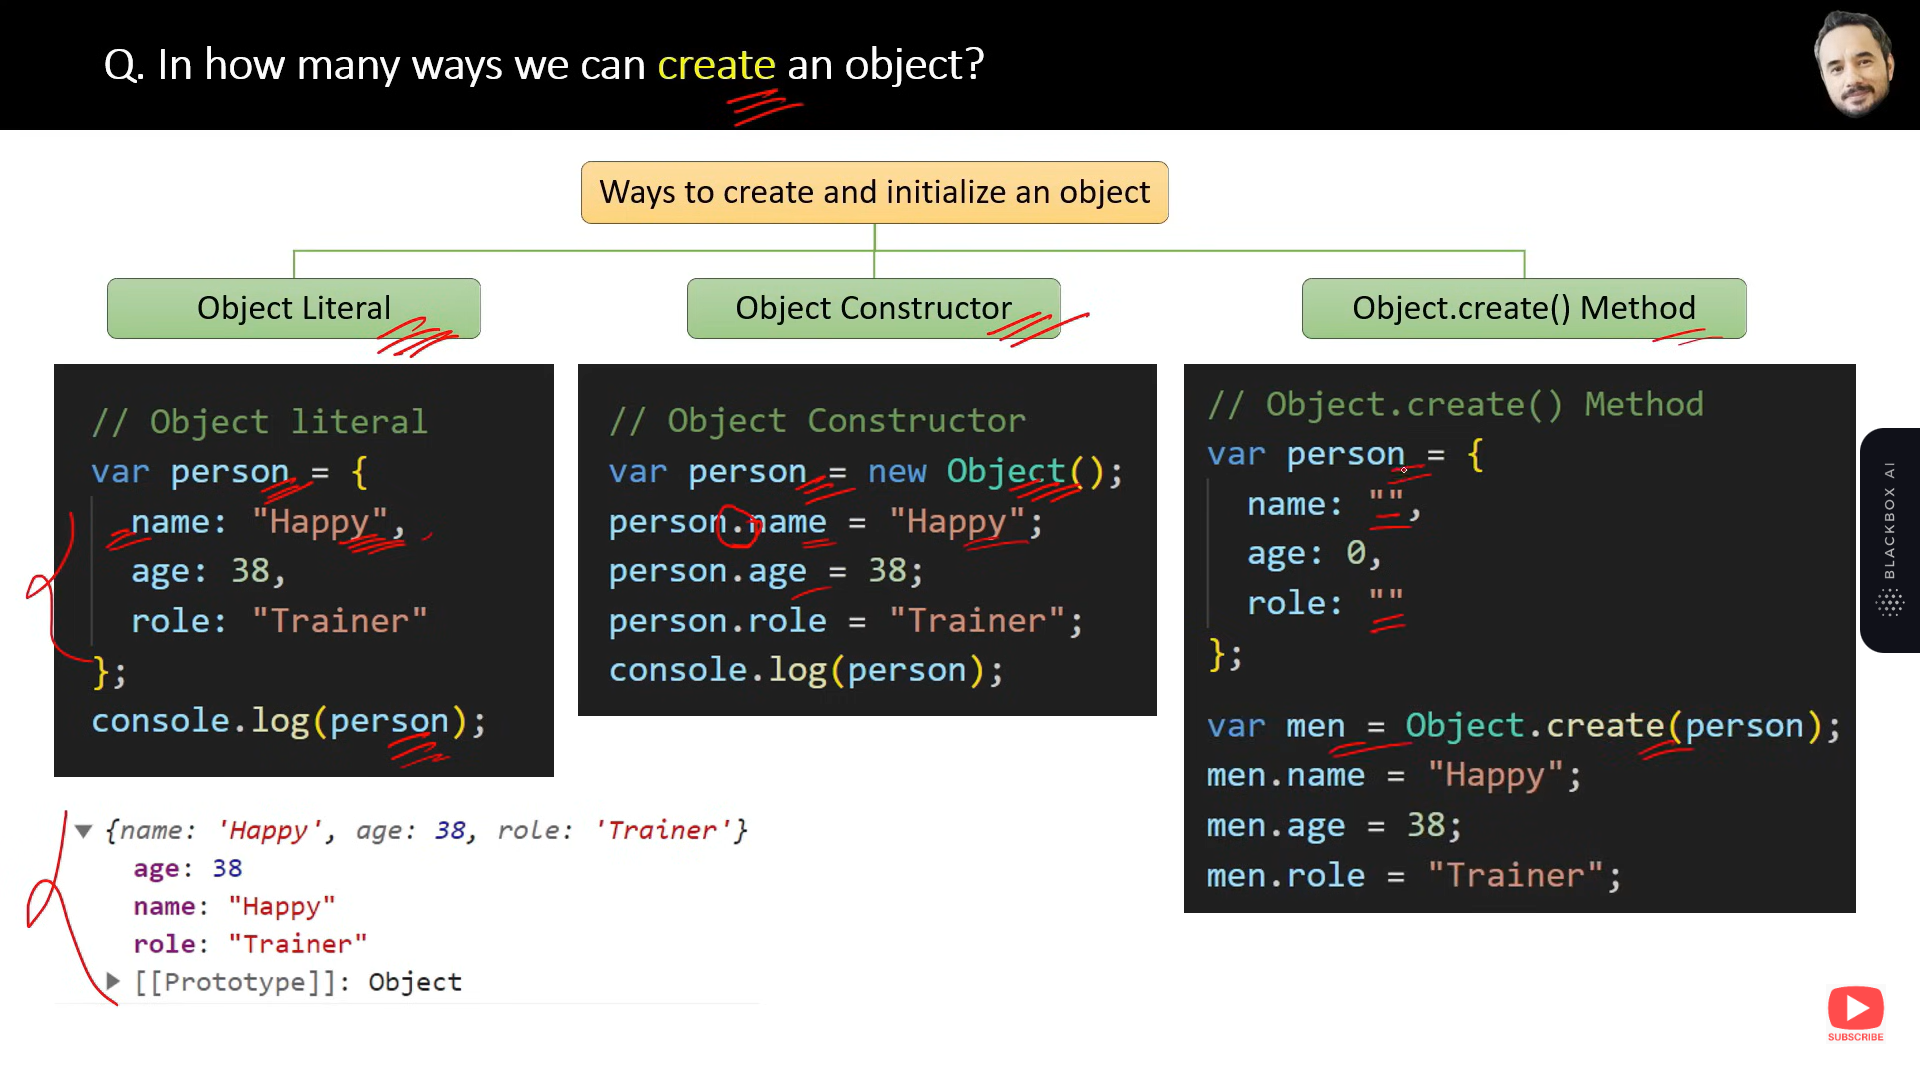 Q. In how many ways we can create an object?
Ways to create and initialize an object
Object Literal
Object Constructor
Object.create() Method
// Object literal
var person = {
name: "Happy",
age: 38,
role: "Trainer"
};
console.log(person);
// Object Constructor
var person = new Object();
person.name = "Happy";
person.age = 38;
person.role = "Trainer";
console.log(person);
// Object.create() Method
var person = {
name: "",
age: 0,
role: ""
};
var men = Object.create(person);
men.name = "Happy";
men.age = 38;
men.role = "Trainer";
{name: 'Happy', age: 38, role: 'Trainer'}
age: 38
name: "Happy"
role: "Trainer"
[[Prototype]]: Object
BLACKBOX AI
SUBSCRIBE